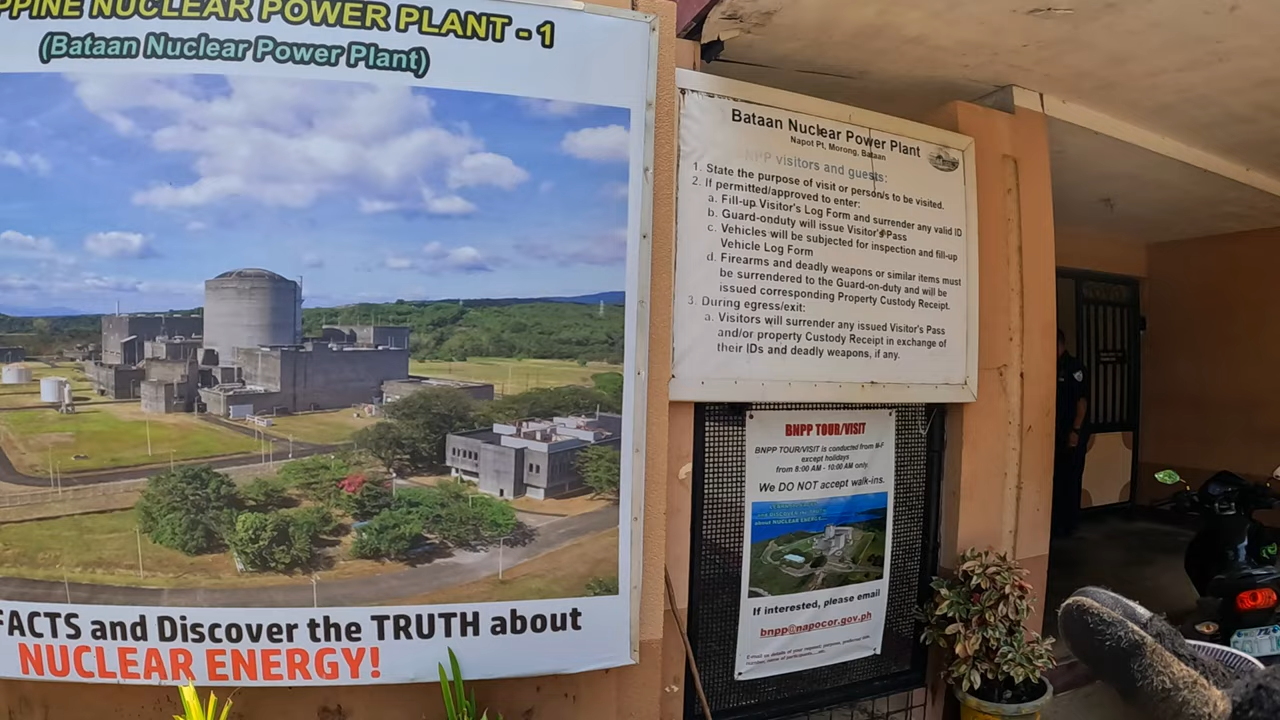 PPINE NUCLEAR POWER PLANT - 1
(Bataan Nuclear Power Plant)
FACTS and Discover the TRUTH about
NUCLEAR ENERGY!
Bataan Nuclear Power Plant
Napot Pt. Morong, Bataan
BNPP visitors and guests:
1. State the purpose of visit or person/s to be visited.
2. If permitted/approved to enter:
a. Fill-up Visitor's Log Form and surrender any valid ID
b. Guard-onduty will issue Visitor's Pass
c. Vehicles will be subjected for inspection and fill-up
Vehicle Log Form
d. Firearms and deadly weapons or similar items must
be surrendered to the Guard-on-duty and will be
issued corresponding Property Custody Receipt.
3. During egress/exit:
a. Visitors will surrender any issued Visitor's Pass
and/or property Custody Receipt in exchange of
their IDs and deadly weapons, if any.
BNPP TOUR/VISIT
BNPP TOUR/VISIT is conducted from M-F
except holidays
from 8:00 AM - 10:00 AM only.
We DO NOT accept walk-ins.
and DISCOVER the TRUTH
about NUCLEAR ENERGY
If interested, please email
bnpp@napocor.gov.ph